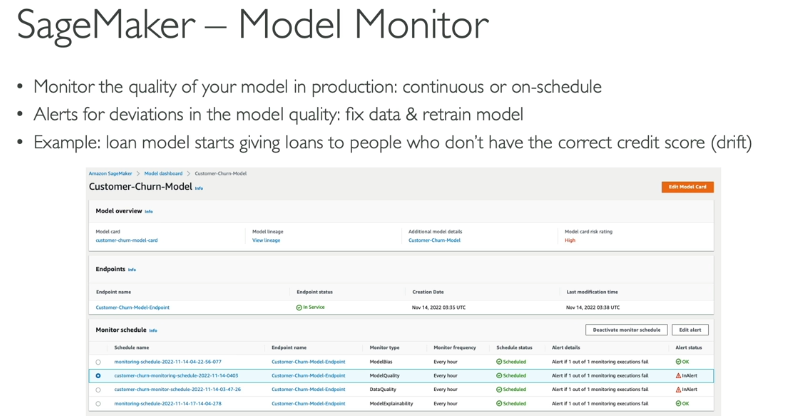 SageMaker – Model Monitor
• Monitor the quality of your model in production: continuous or on-schedule
• Alerts for deviations in the model quality: fix data & retrain model
• Example: loan model starts giving loans to people who don't have the correct credit score (drift)
Amazon SageMaker > Model dashboard > Customer-Churn-Model
Customer-Churn-Model Info Edit Model Card
Model overview Info
Model card Model lineage Additional model details Model card risk rating
customer-churn-model-card View lineage Customer-Churn-Model High
Endpoints Info
Endpoint name Endpoint status Creation Date Last modification time
Customer-Churn-Model-Endpoint In Service Nov 14, 2022 03:35 UTC Nov 14, 2022 03:38 UTC
Monitor schedule Info Deactivate monitor schedule Edit alert
Schedule name Endpoint name Monitor type Monitor frequency Schedule status Alert details Alert status
monitoring-schedule-2022-11-14-04-22-56-077 Customer-Churn-Model-Endpoint ModelBias Every hour Scheduled Alert if 1 out of 1 monitoring executions fail OK
customer-churn-monitoring-schedule-2022-11-14-0403 Customer-Churn-Model-Endpoint ModelQuality Every hour Scheduled Alert if 1 out of 1 monitoring executions fail InAlert
customer-churn-monitor-schedule-2022-11-14-03-47-26 Customer-Churn-Model-Endpoint DataQuality Every hour Scheduled Alert if 1 out of 1 monitoring executions fail InAlert
monitoring-schedule-2022-11-14-17-14-04-278 Customer-Churn-Model-Endpoint ModelExplainability Every hour Scheduled Alert if 1 out of 1 monitoring executions fail OK